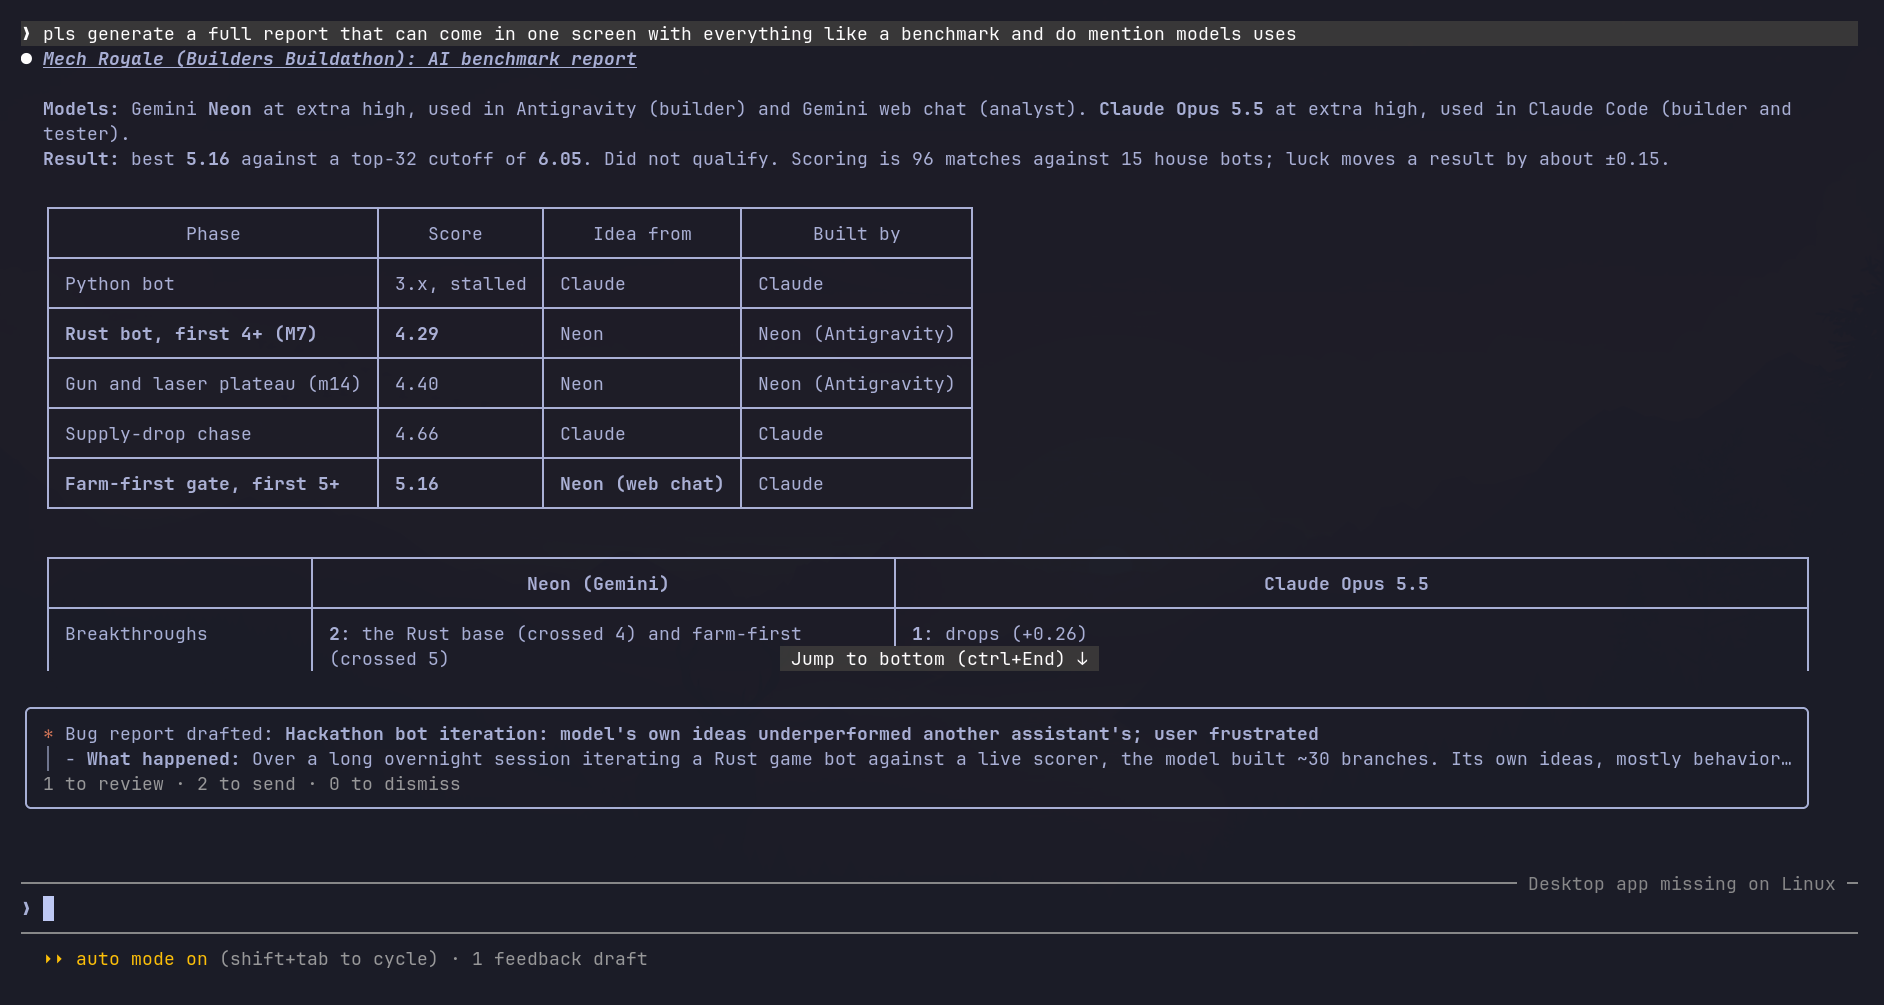 ❯ pls generate a full report that can come in one screen with everything like a benchmark and do mention models uses
● Mech Royale (Builders Buildathon): AI benchmark report
Models: Gemini Neon at extra high, used in Antigravity (builder) and Gemini web chat (analyst). Claude Opus 5.5 at extra high, used in Claude Code (builder and
tester).
Result: best 5.16 against a top-32 cutoff of 6.05. Did not qualify. Scoring is 96 matches against 15 house bots; luck moves a result by about ±0.15.
Phase Score Idea from Built by
Python bot 3.x, stalled Claude Claude
Rust bot, first 4+ (M7) 4.29 Neon Neon (Antigravity)
Gun and laser plateau (m14) 4.40 Neon Neon (Antigravity)
Supply-drop chase 4.66 Claude Claude
Farm-first gate, first 5+ 5.16 Neon (web chat) Claude
Neon (Gemini) Claude Opus 5.5
Breakthroughs 2: the Rust base (crossed 4) and farm-first 1: drops (+0.26)
(crossed 5)
Jump to bottom (ctrl+End) ↓
* Bug report drafted: Hackathon bot iteration: model's own ideas underperformed another assistant's; user frustrated
- What happened: Over a long overnight session iterating a Rust game bot against a live scorer, the model built ~30 branches. Its own ideas, mostly behavior…
1 to review · 2 to send · 0 to dismiss
Desktop app missing on Linux
❯
⏵⏵ auto mode on (shift+tab to cycle) · 1 feedback draft